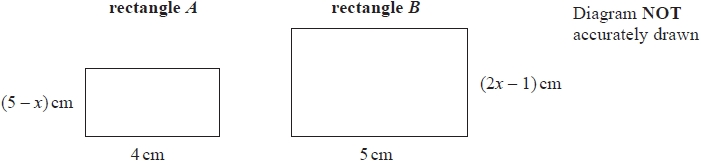 rectangle A
rectangle B
Diagram NOT
accurately drawn
(5 – x) cm
(2x – 1) cm
4 cm
5 cm